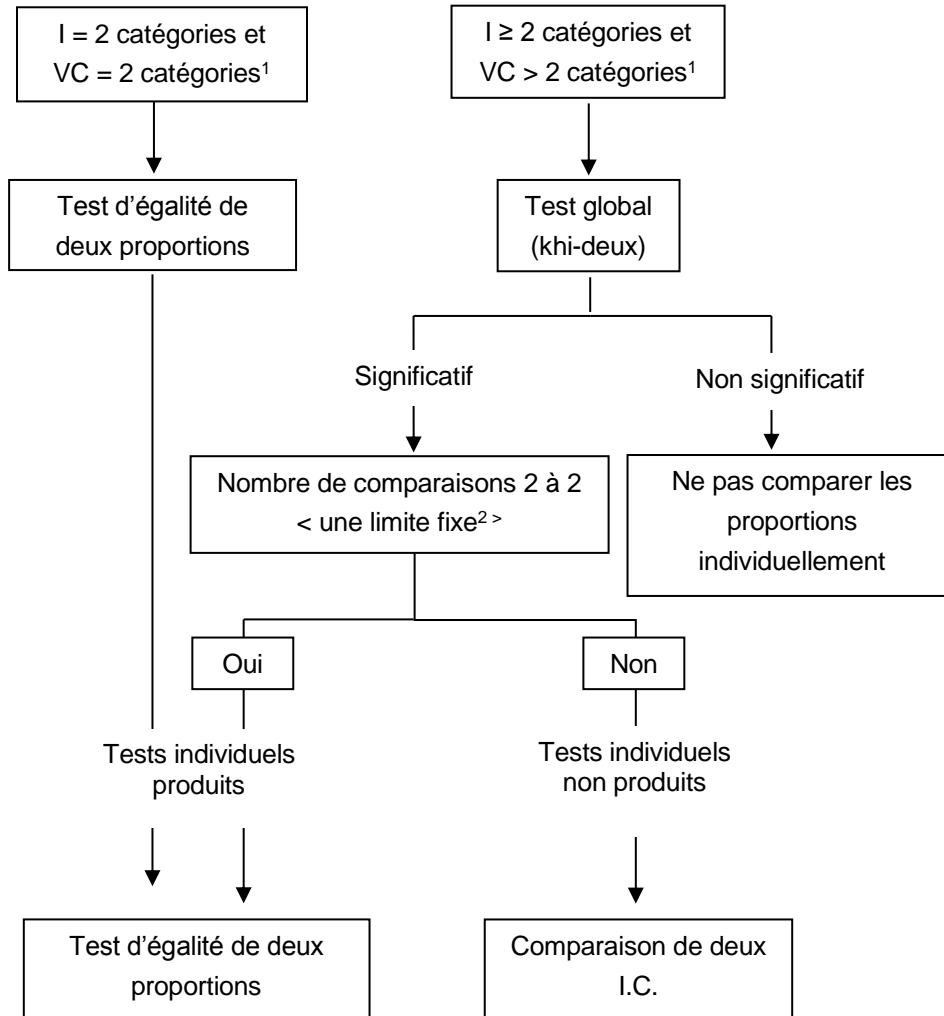 I = 2 catégories et
VC = 2 catégories¹
I ≥ 2 catégories et
VC > 2 catégories¹
Test d'égalité de
deux proportions
Test global
(khi-deux)
Significatif
Non significatif
Nombre de comparaisons 2 à 2
< une limite fixe² >
Ne pas comparer les
proportions
individuellement
Oui
Non
Tests individuels
produits
Tests individuels
non produits
Test d'égalité de deux
proportions
Comparaison de deux
I.C.